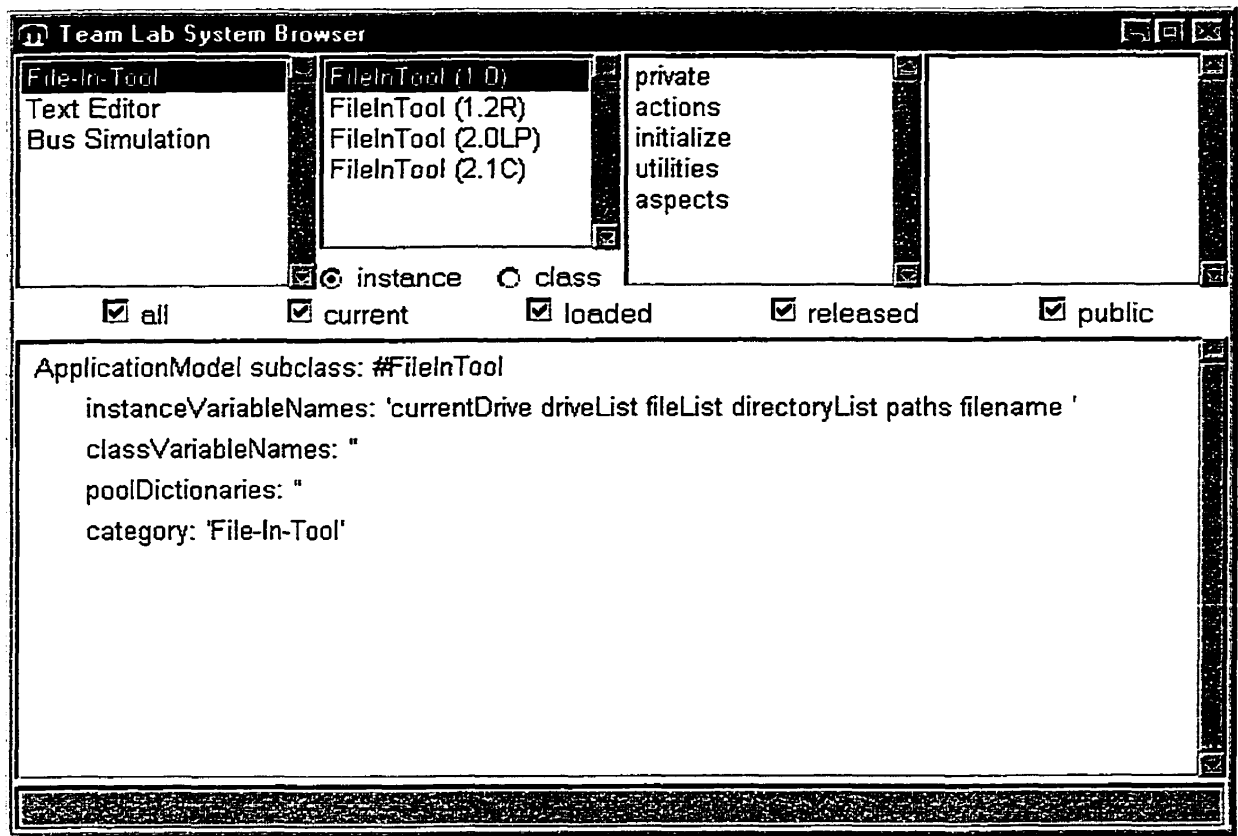 Team Lab System Browser
File-In-Tool
Text Editor
Bus Simulation
FileInTool (1.0)
FileInTool (1.2R)
FileInTool (2.0LP)
FileInTool (2.1C)
instance class
private
actions
initialize
utilities
aspects
all current loaded released public
ApplicationModel subclass: #FileInTool
instanceVariableNames: 'currentDrive driveList fileList directoryList paths filename '
classVariableNames: ''
poolDictionaries: ''
category: 'File-In-Tool'